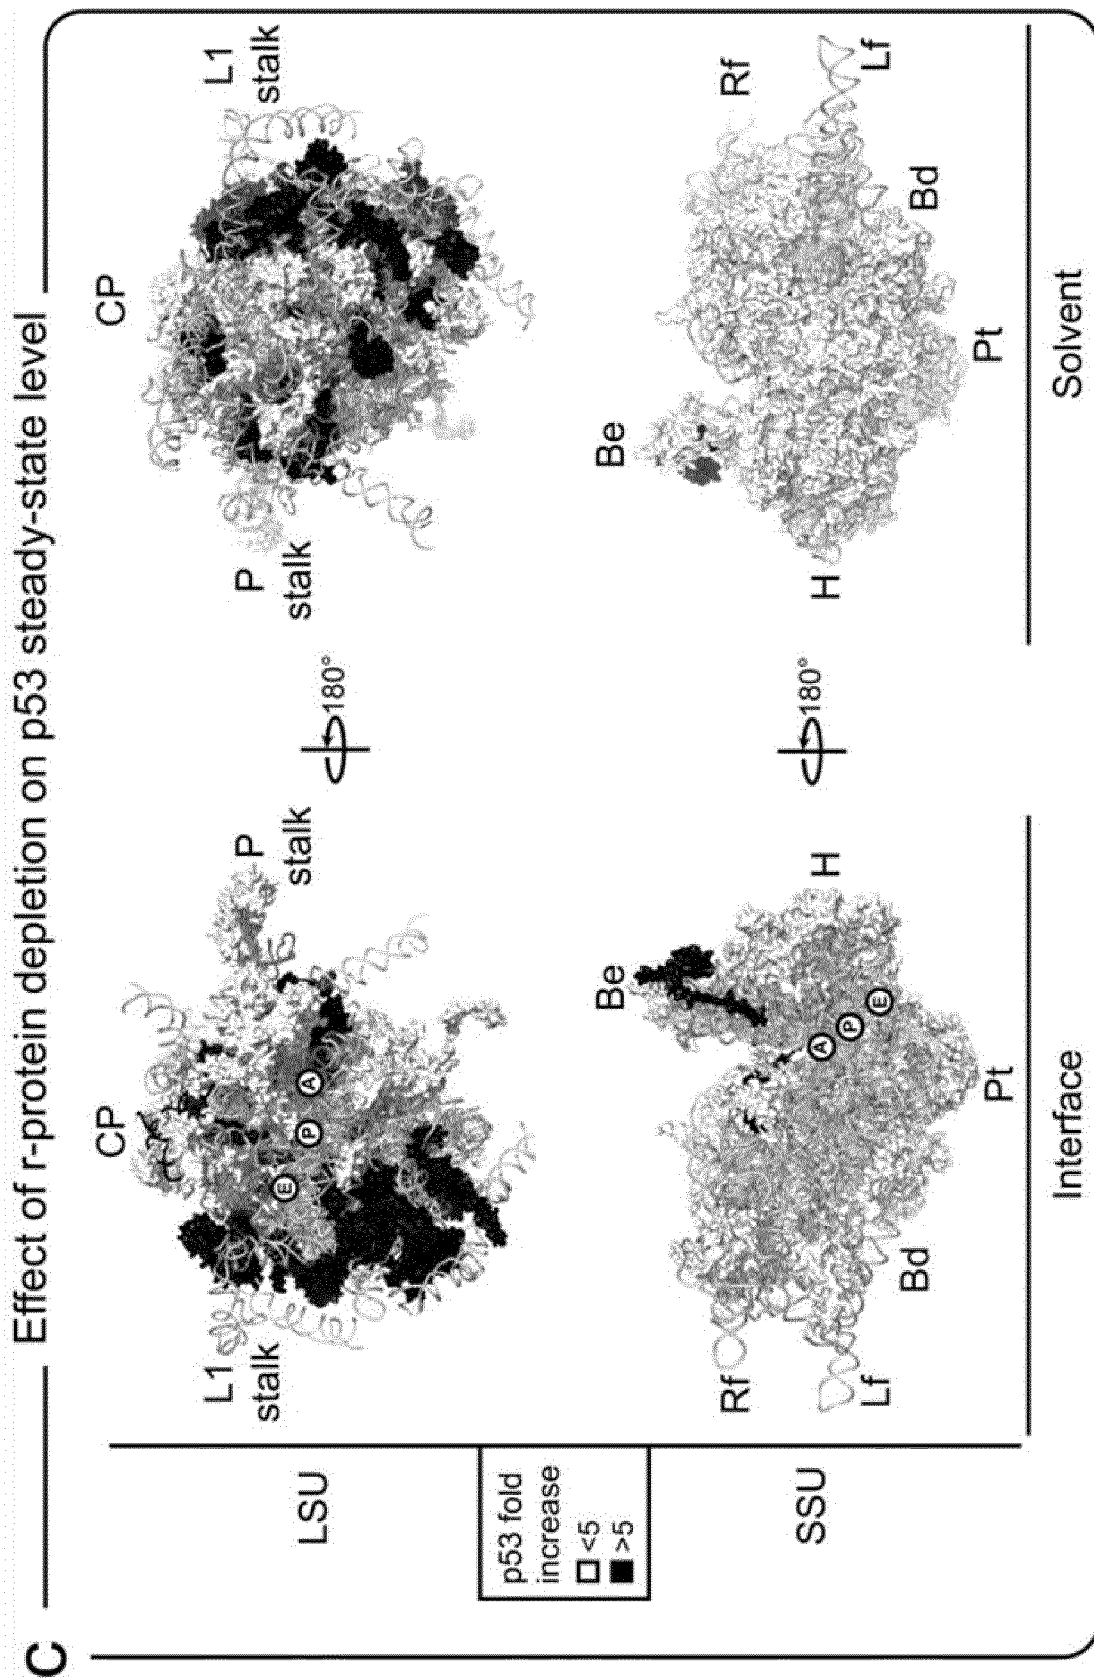 C
Effect of r-protein depletion on p53 steady-state level
LSU
L1
stalk
CP
P
stalk
E
P
A
180°
P
stalk
CP
L1
stalk
p53 fold
increase
<5
>5
SSU
Rf
Lf
Bd
Pt
Be
H
A
P
E
180°
Be
H
Rf
Lf
Bd
Pt
Interface
Solvent